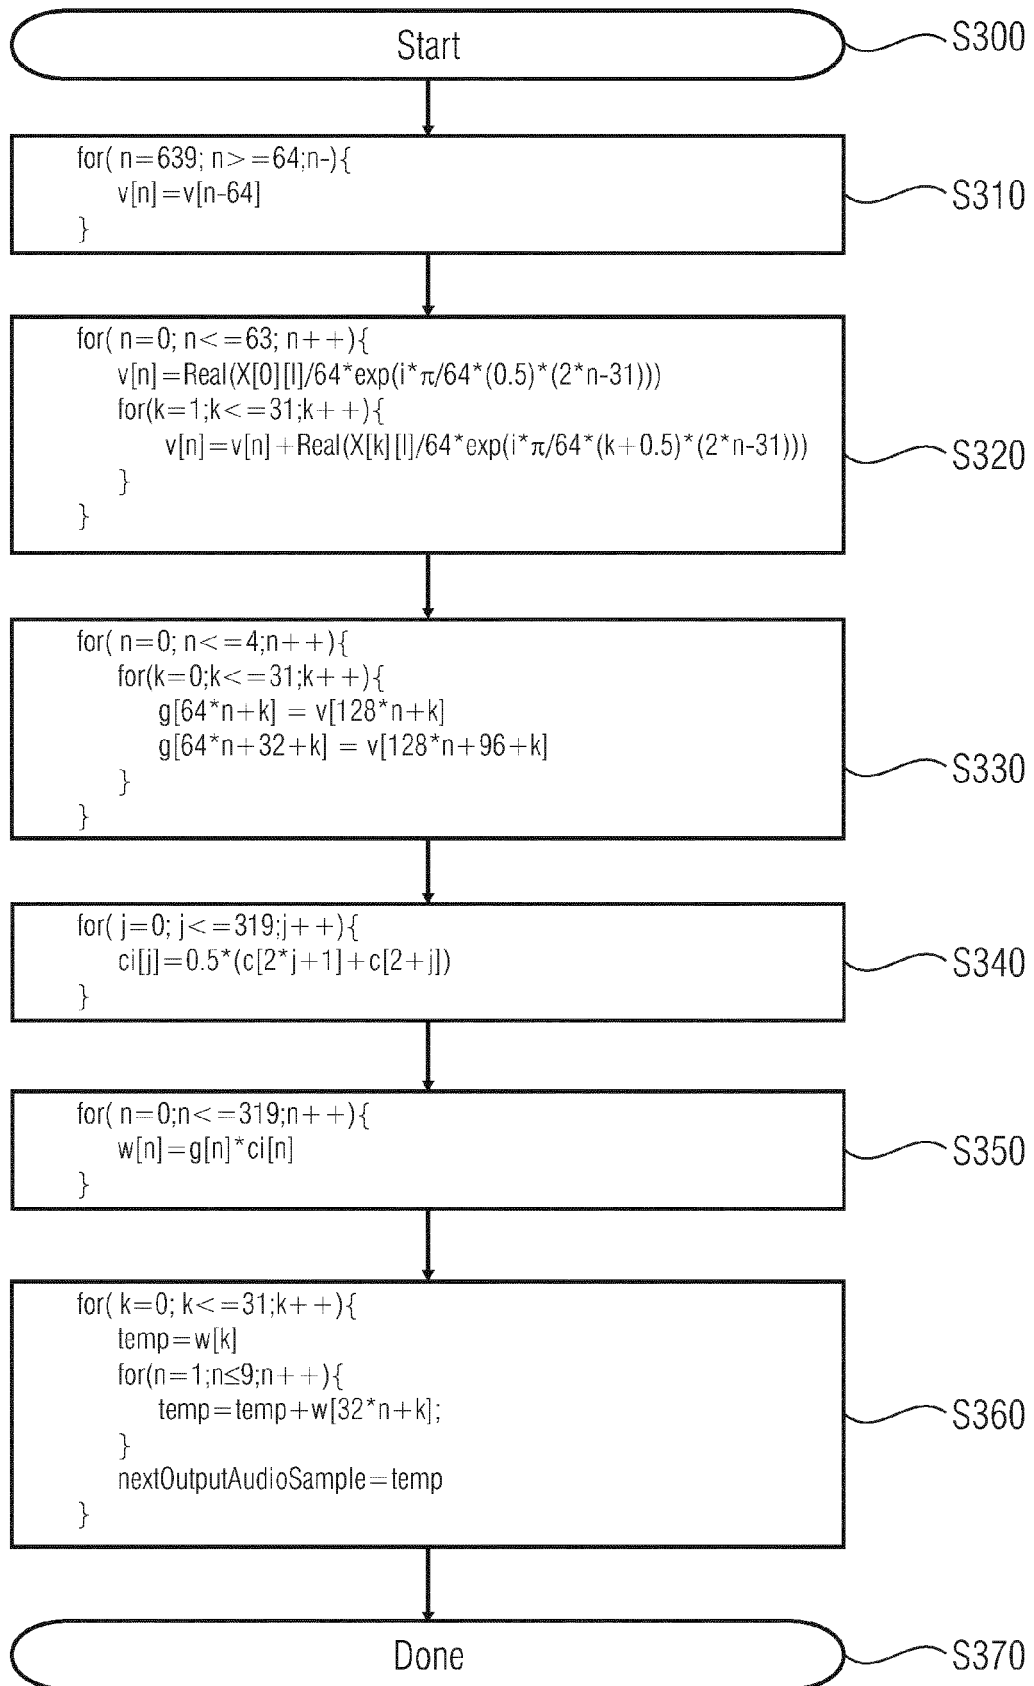 Start
S300
for( n=639; n>=64;n-){
v[n]=v[n-64]
}
S310
for( n=0; n<=63; n++){
v[n]=Real(X[0][l]/64*exp(i*π/64*(0.5)*(2*n-31)))
for(k=1;k<=31;k++){
v[n]=v[n]+Real(X[k][l]/64*exp(i*π/64*(k+0.5)*(2*n-31)))
}
}
S320
for( n=0; n<=4;n++){
for(k=0;k<=31;k++){
g[64*n+k] = v[128*n+k]
g[64*n+32+k] = v[128*n+96+k]
}
}
S330
for( j=0; j<=319;j++){
ci[j]=0.5*(c[2*j+1]+c[2+j])
}
S340
for( n=0;n<=319;n++){
w[n]=g[n]*ci[n]
}
S350
for( k=0; k<=31;k++){
temp=w[k]
for(n=1;n≤9;n++){
temp=temp+w[32*n+k];
}
nextOutputAudioSample=temp
}
S360
Done
S370